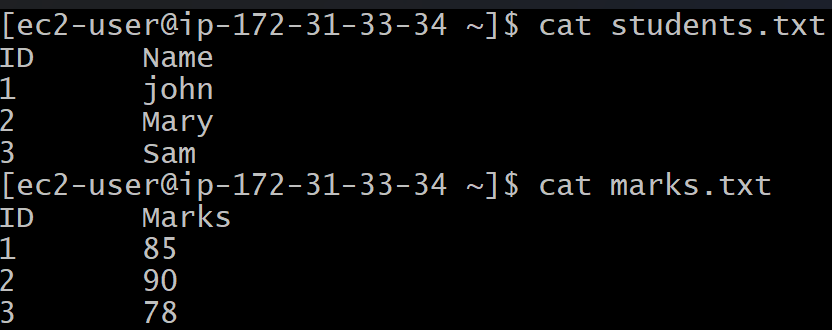 [ec2-user@ip-172-31-33-34 ~]$ cat students.txt
ID      Name
1       john
2       Mary
3       Sam
[ec2-user@ip-172-31-33-34 ~]$ cat marks.txt
ID      Marks
1       85
2       90
3       78